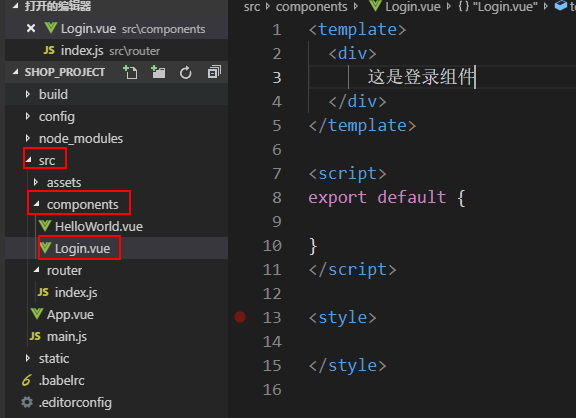 打开的编辑器
Login.vue src\components
JS index.js src\router
SHOP_PROJECT
build
config
node_modules
src
assets
components
HelloWorld.vue
Login.vue
router
JS index.js
App.vue
JS main.js
static
.babelrc
.editorconfig
src > components > Login.vue > {} "Login.vue" >
1 <template>
2 <div>
3 这是登录组件
4 </div>
5 </template>
6
7 <script>
8 export default {
9
10 }
11 </script>
12
13 <style>
14
15 </style>
16